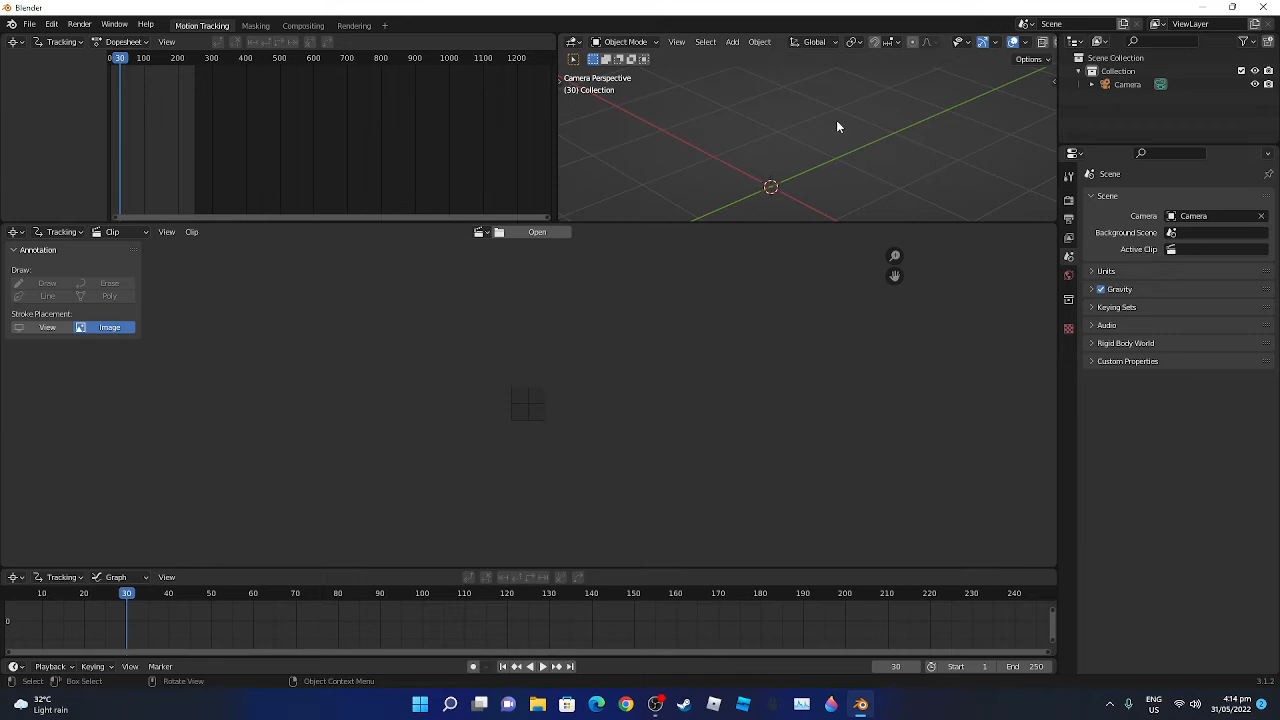 Blender
File Edit Render Window Help Motion Tracking Masking Compositing Rendering + Scene ViewLayer
Tracking Dopesheet View Object Mode View Select Add Object Global
0 30 100 200 300 400 500 600 700 800 900 1000 1100 1200
Options
Camera Perspective
(30) Collection
Scene Collection
Collection
Camera
Scene
Scene
Camera Camera
Background Scene
Active Clip
Units
Gravity
Keying Sets
Audio
Rigid Body World
Custom Properties
Tracking Clip View Clip Open
Annotation
Draw:
Draw Erase
Line Poly
Stroke Placement:
View Image
Tracking Graph View
10 20 30 40 50 60 70 80 90 100 110 120 130 140 150 160 170 180 190 200 210 220 230 240
0
Playback Keying View Marker 30 Start 1 End 250
Select Box Select Rotate View Object Context Menu 3.1.2
32°C
Light rain
ENG
US
4:14 pm
31/05/2022